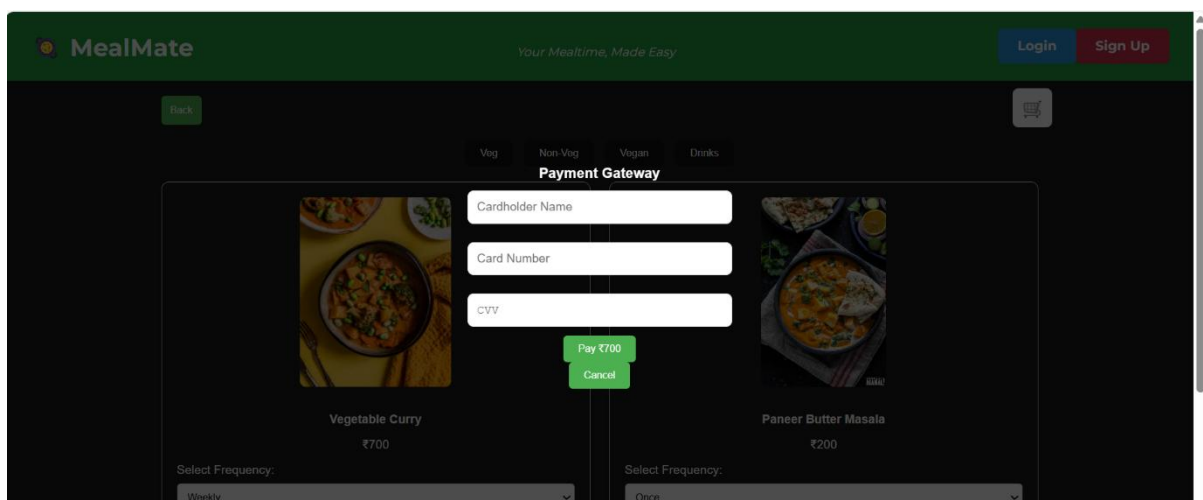 MealMate
Your Mealtime, Made Easy
Login
Sign Up
Back
Veg
Non-Veg
Vegan
Drinks
Payment Gateway
Cardholder Name
Card Number
CVV
Pay ₹700
Cancel
Vegetable Curry
₹700
Select Frequency:
Weekly
Paneer Butter Masala
₹200
Select Frequency:
Once